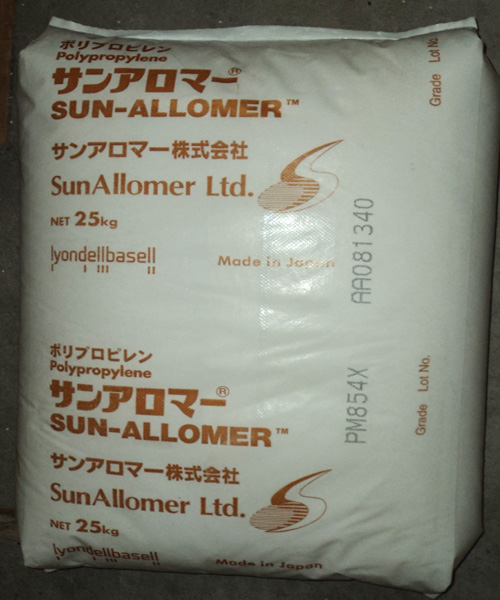 ポリプロピレン
Polypropylene
サンアロマー®
SUN-ALLOMER™
サンアロマー株式会社
SunAllomer Ltd.
NET 25kg
lyondellbasell
Made in Japan
Grade Lot No.
AA081340
ポリプロピレン
Polypropylene
サンアロマー®
SUN-ALLOMER™
サンアロマー株式会社
SunAllomer Ltd.
NET 25kg
lyondellbasell
Made in Japan
PM854X
Grade Lot No.